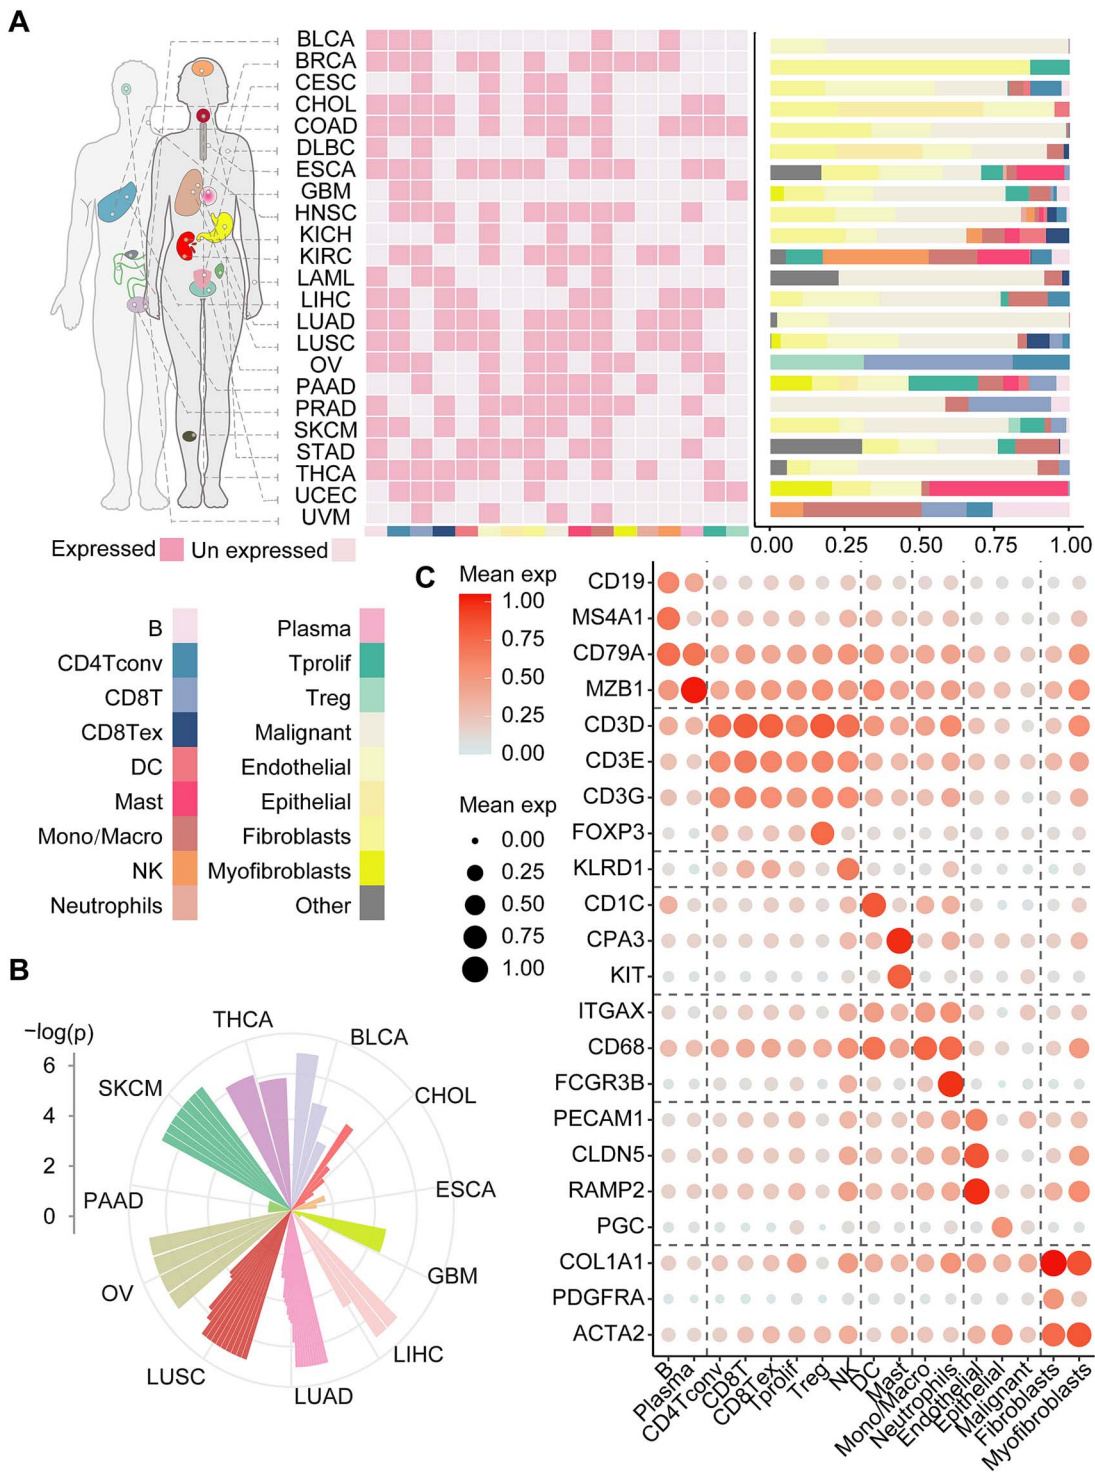 A
BLCA
BRCA
CESC
CHOL
COAD
DLBC
ESCA
GBM
HNSC
KICH
KIRC
LAML
LIHC
LUAD
LUSC
OV
PAAD
PRAD
SKCM
STAD
THCA
UCEC
UVM
0.00 0.25 0.50 0.75 1.00
Expressed Un expressed
B Plasma
CD4Tconv Tprolif
CD8T Treg
CD8Tex Malignant
DC Endothelial
Mast Epithelial
Mono/Macro Fibroblasts
NK Myofibroblasts
Neutrophils Other
B
−log(p)
6
4
2
0
THCA
BLCA
CHOL
ESCA
GBM
LIHC
LUAD
LUSC
OV
PAAD
SKCM
C
Mean exp
1.00
0.75
0.50
0.25
0.00
Mean exp
0.00
0.25
0.50
0.75
1.00
CD19
MS4A1
CD79A
MZB1
CD3D
CD3E
CD3G
FOXP3
KLRD1
CD1C
CPA3
KIT
ITGAX
CD68
FCGR3B
PECAM1
CLDN5
RAMP2
PGC
COL1A1
PDGFRA
ACTA2
B
Plasma
CD4Tconv
CD8T
CD8Tex
Tprolif
Treg
NK
DC
Mast
Mono/Macro
Neutrophils
Endothelial
Epithelial
Malignant
Fibroblasts
Myofibroblasts